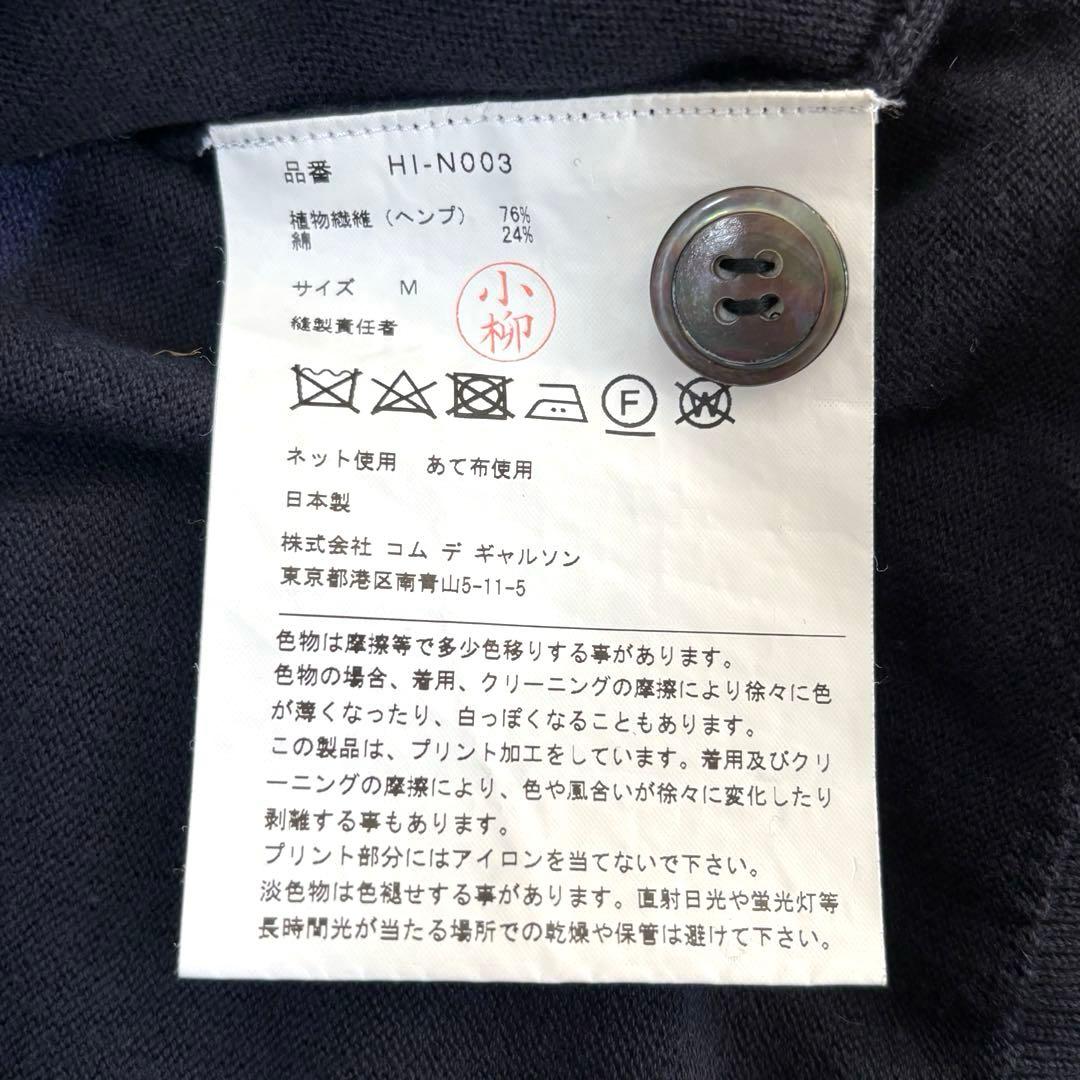 品番 HI-N003
植物繊維（ヘンプ） 76%
綿 24%
サイズ M
小柳
縫製責任者
F W
ネット使用 あて布使用
日本製
株式会社 コム デ ギャルソン
東京都港区南青山5-11-5
色物は摩擦等で多少色移りする事があります。
色物の場合、着用、クリーニングの摩擦により徐々に色
が薄くなったり、白っぽくなることもあります。
この製品は、プリント加工をしています。着用及びクリ
ーニングの摩擦により、色や風合いが徐々に変化したり
剥離する事もあります。
プリント部分にはアイロンを当てないで下さい。
淡色物は色褪せする事があります。直射日光や蛍光灯等
長時間光が当たる場所での乾燥や保管は避けて下さい。